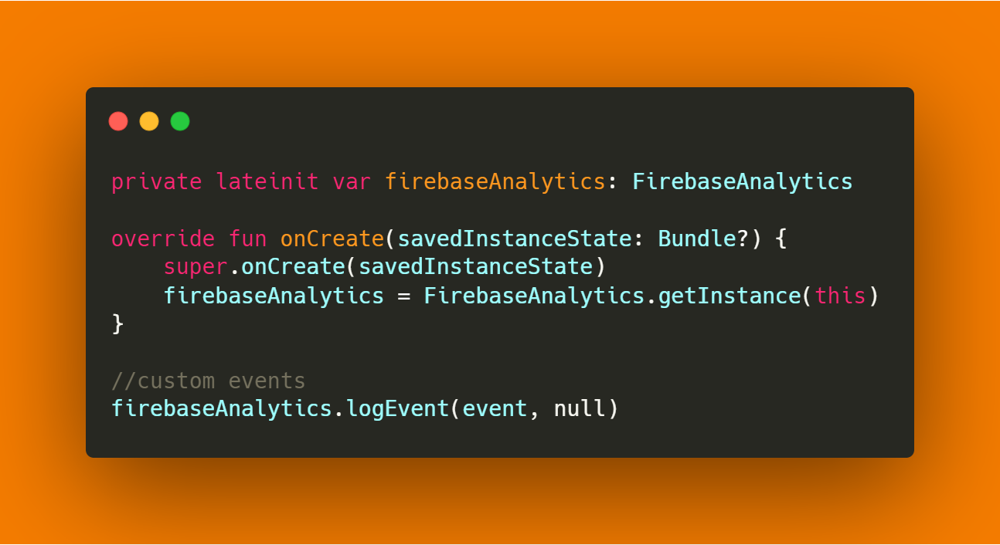 private lateinit var firebaseAnalytics: FirebaseAnalytics
override fun onCreate(savedInstanceState: Bundle?) {
    super.onCreate(savedInstanceState)
    firebaseAnalytics = FirebaseAnalytics.getInstance(this)
}
//custom events
firebaseAnalytics.logEvent(event, null)